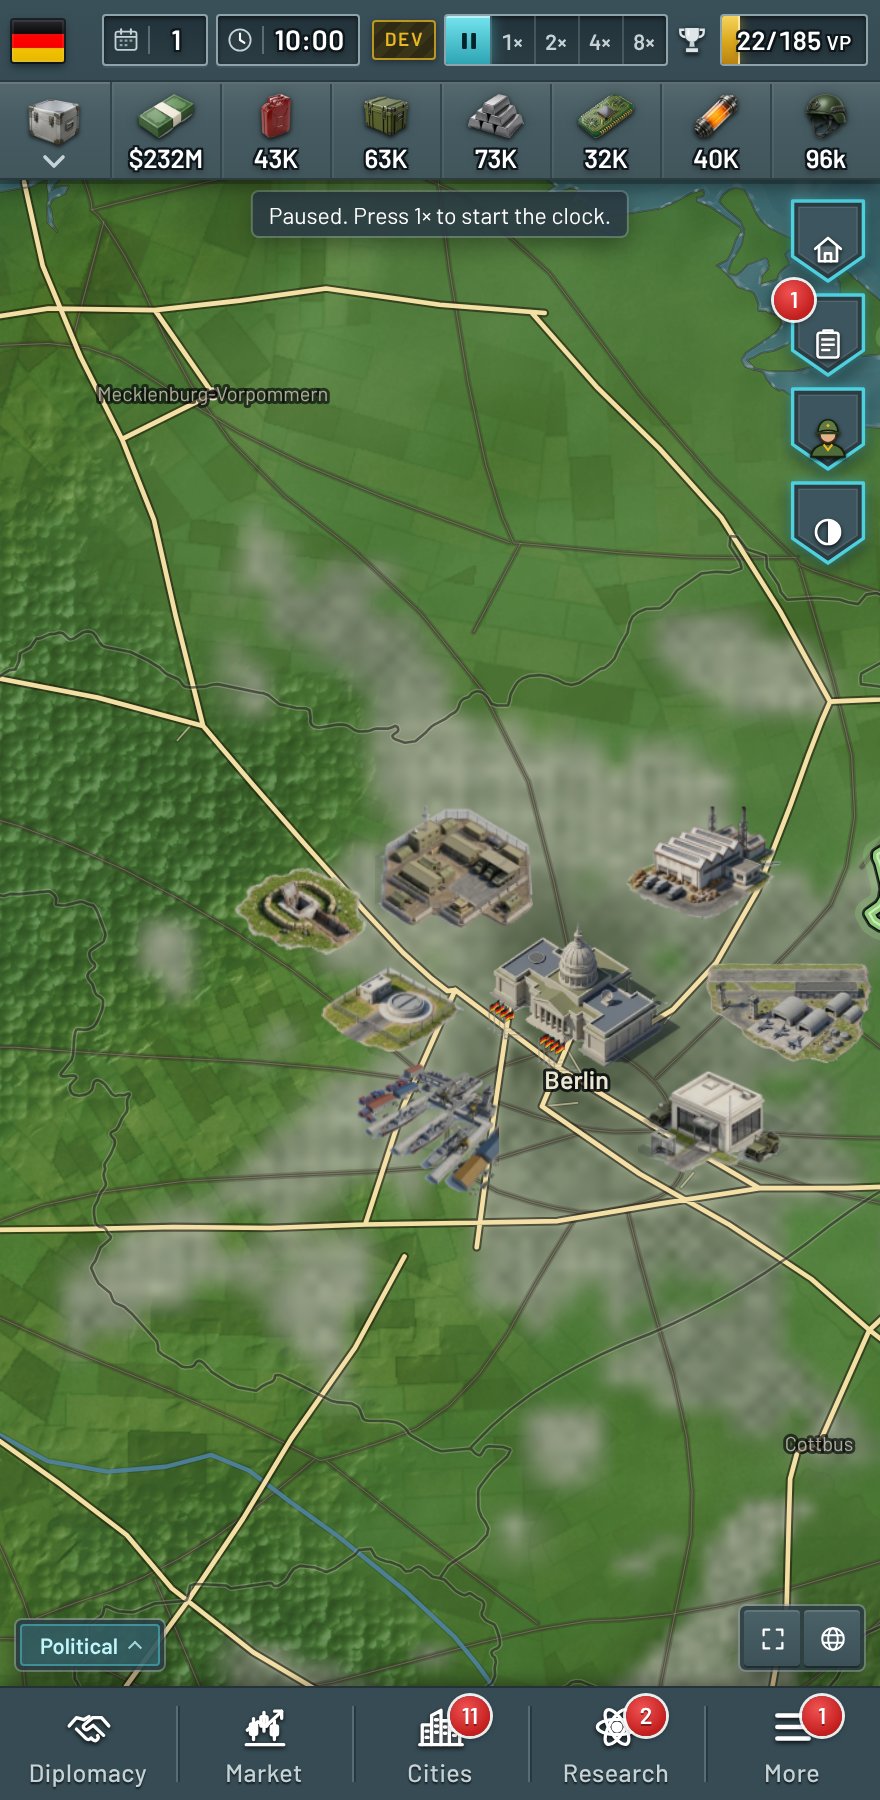 1
10:00
DEV
1×
2×
4×
8×
22/185 VP
$232M
43K
63K
73K
32K
40K
96k
Paused. Press 1× to start the clock.
1
Mecklenburg-Vorpommern
Berlin
Cottbus
Political
11
2
1
Diplomacy
Market
Cities
Research
More